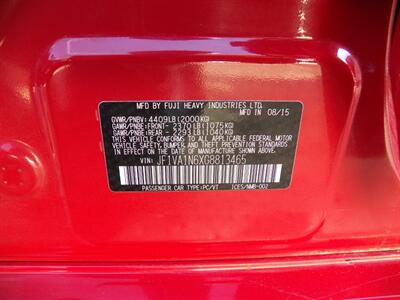 MFD BY FUJI HEAVY INDUSTRIES LTD.
MFD IN 08/15
GVWR/PNBV: 4409LB(2000KG)
GAWR/PNBE: FRONT- 2370LB(1075KG)
GAWR/PNBE: REAR - 2293LB(1040KG)
THIS VEHICLE CONFORMS TO ALL APPLICABLE
FEDERAL MOTOR VEHICLE SAFETY,
BUMPER, AND THEFT PREVENTION STANDARDS
IN EFFECT ON THE DATE OF MANUFACTURE
SHOWN ABOVE.
JF1VA1N6XG8813465
PASSENGER CAR TYPE:PC/VT ICES/NMB-002